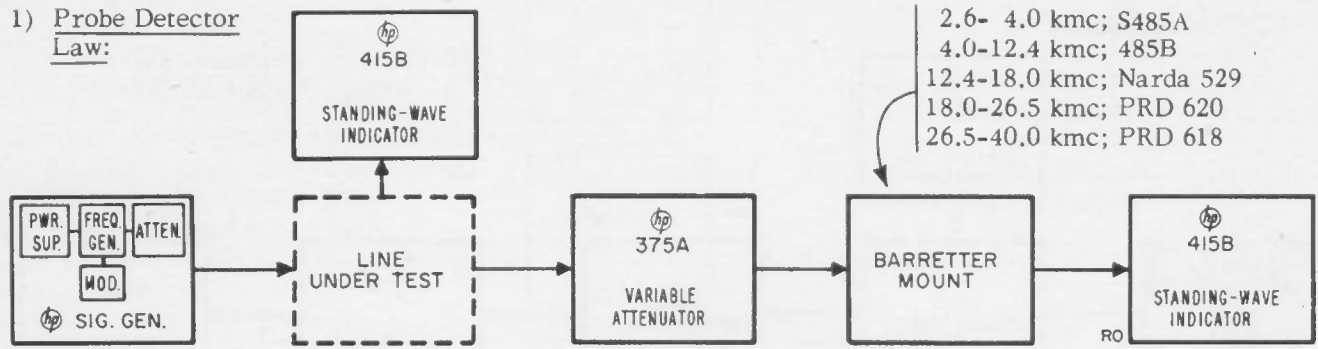 1) Probe Detector
Law:
hp
415B
STANDING-WAVE
INDICATOR
2.6- 4.0 kmc; S485A
4.0-12.4 kmc; 485B
12.4-18.0 kmc; Narda 529
18.0-26.5 kmc; PRD 620
26.5-40.0 kmc; PRD 618
PWR.
SUP.
FREQ.
GEN.
ATTEN.
MOD.
hp SIG. GEN.
LINE
UNDER TEST
hp
375A
VARIABLE
ATTENUATOR
BARRETTER
MOUNT
hp
415B
STANDING-WAVE
INDICATOR
RO